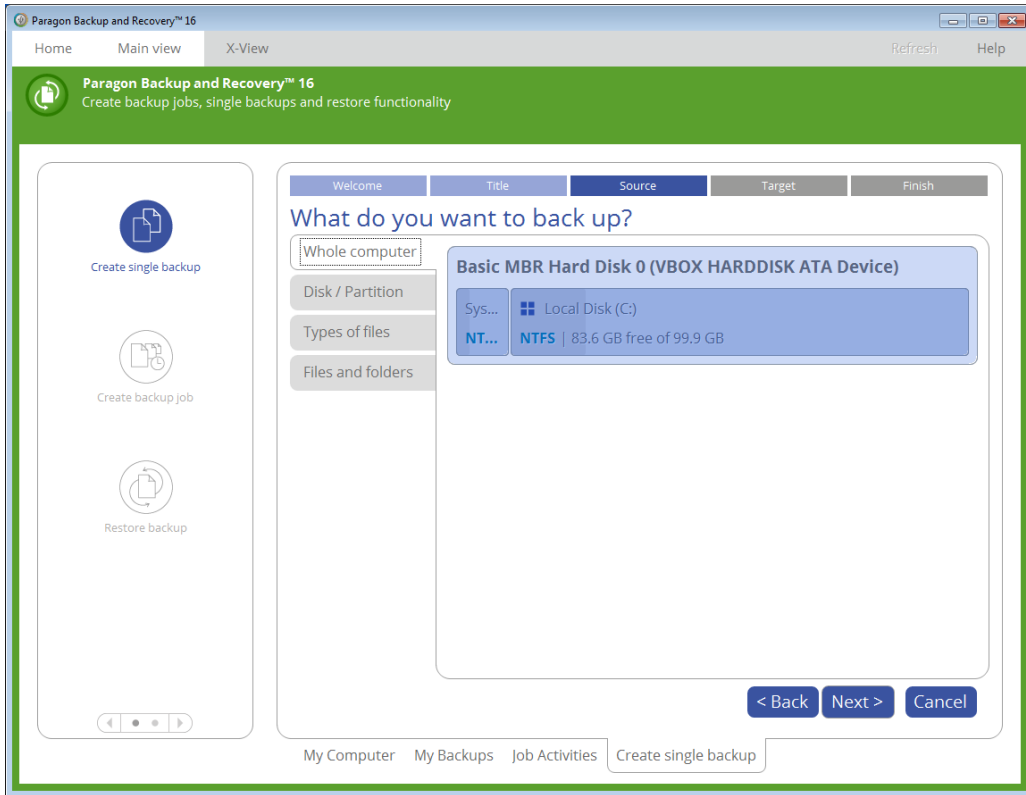 Paragon Backup and Recovery™ 16
Home Main view X-View Refresh Help
Paragon Backup and Recovery™ 16
Create backup jobs, single backups and restore functionality
Create single backup
Create backup job
Restore backup
Welcome Title Source Target Finish
What do you want to back up?
Whole computer
Disk / Partition
Types of files
Files and folders
Basic MBR Hard Disk 0 (VBOX HARDDISK ATA Device)
Sys... Local Disk (C:)
NT... NTFS | 83.6 GB free of 99.9 GB
< Back Next > Cancel
My Computer My Backups Job Activities Create single backup